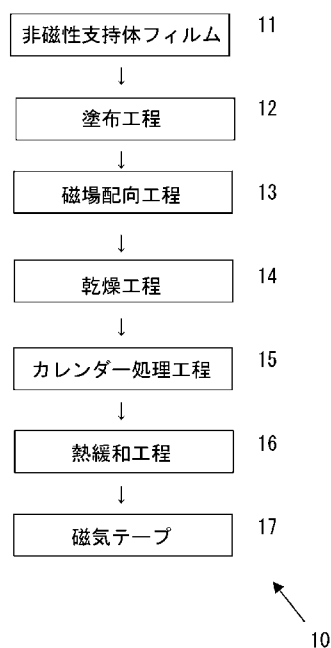 非磁性支持体フィルム 11
↓
塗布工程 12
↓
磁場配向工程 13
↓
乾燥工程 14
↓
カレンダー処理工程 15
↓
熱緩和工程 16
↓
磁気テープ 17
10